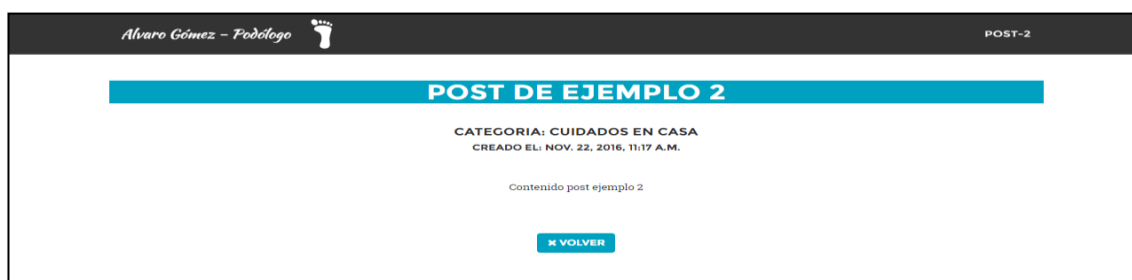 Alvaro Gómez – Podólogo
POST-2
POST DE EJEMPLO 2
CATEGORIA: CUIDADOS EN CASA
CREADO EL: NOV. 22, 2016, 11:17 A.M.
Contenido post ejemplo 2
✖ VOLVER